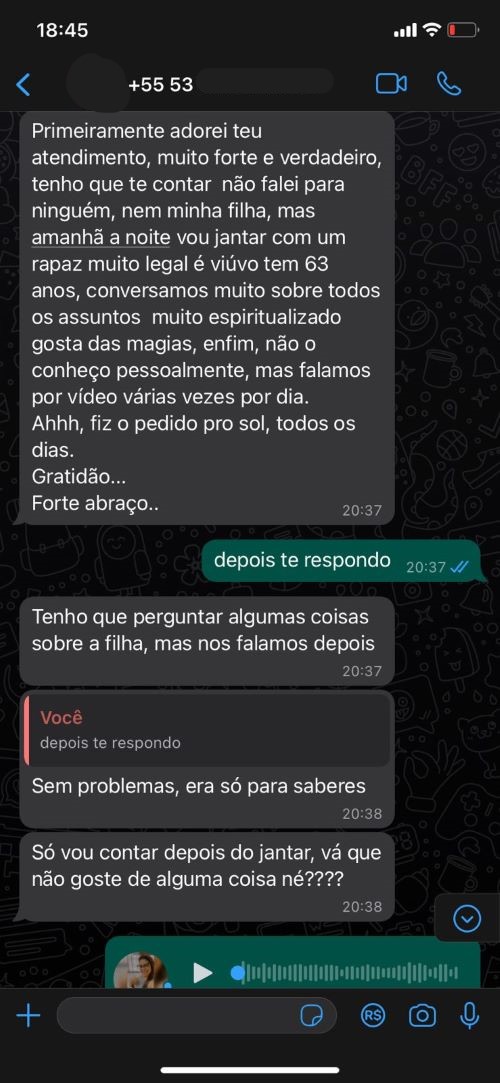 18:45
+55 53
Primeiramente adorei teu
atendimento, muito forte e verdadeiro,
tenho que te contar não falei para
ninguém, nem minha filha, mas
amanhã a noite vou jantar com um
rapaz muito legal é viúvo tem 63
anos, conversamos muito sobre todos
os assuntos muito espiritualizado
gosta das magias, enfim, não o
conheço pessoalmente, mas falamos
por vídeo várias vezes por dia.
Ahhh, fiz o pedido pro sol, todos os
dias.
Gratidão...
Forte abraço..
20:37
depois te respondo 20:37
Tenho que perguntar algumas coisas
sobre a filha, mas nos falamos depois
20:37
Você
depois te respondo
Sem problemas, era só para saberes
20:38
Só vou contar depois do jantar, vá que
não goste de alguma coisa né????
20:38
R$